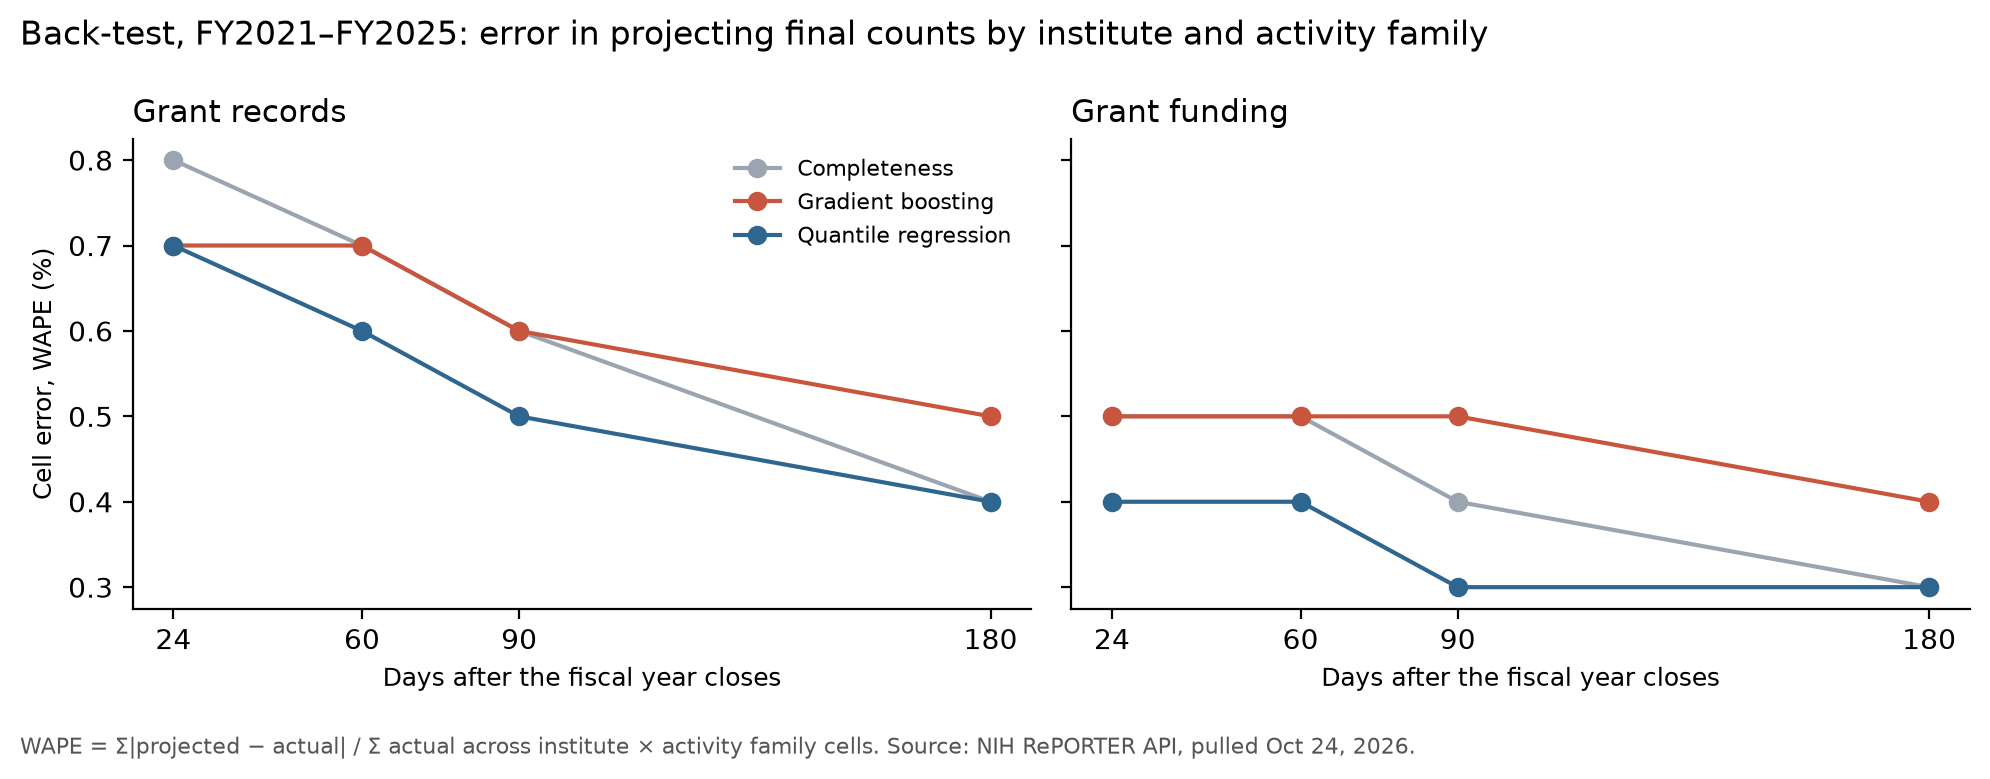 Back-test, FY2021–FY2025: error in projecting final counts by institute and activity family
Grant records
Cell error, WAPE (%)
0.8
0.7
0.6
0.5
0.4
0.3
Completeness
Gradient boosting
Quantile regression
24 60 90 180
Days after the fiscal year closes
Grant funding
24 60 90 180
Days after the fiscal year closes
WAPE = Σ|projected − actual| / Σ actual across institute × activity family cells. Source: NIH RePORTER API, pulled Oct 24, 2026.